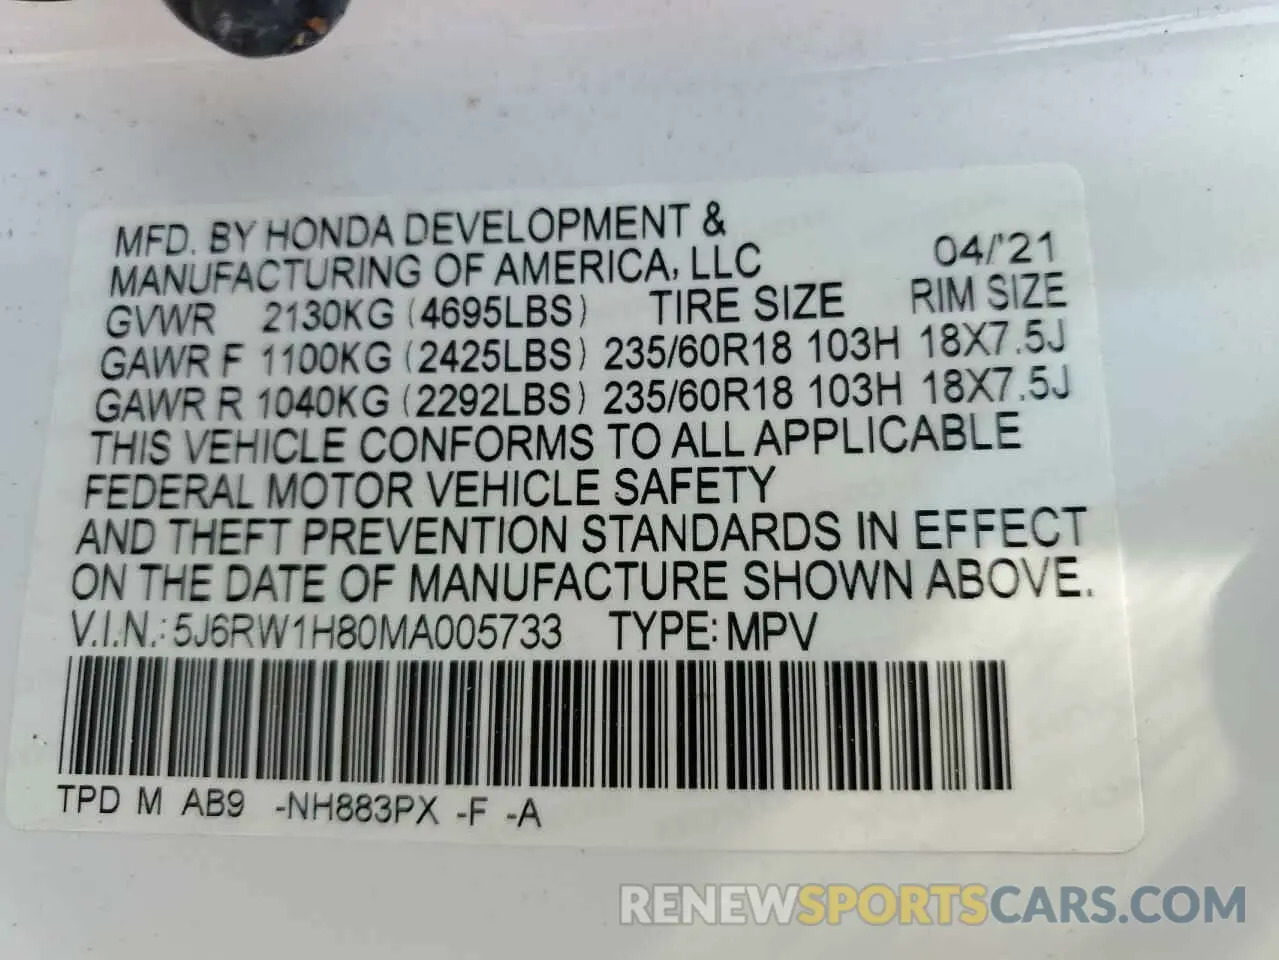 MFD. BY HONDA DEVELOPMENT &
MANUFACTURING OF AMERICA, LLC 04/'21
GVWR 2130KG (4695LBS) TIRE SIZE RIM SIZE
GAWR F 1100KG (2425LBS) 235/60R18 103H 18X7.5J
GAWR R 1040KG (2292LBS) 235/60R18 103H 18X7.5J
THIS VEHICLE CONFORMS TO ALL APPLICABLE
FEDERAL MOTOR VEHICLE SAFETY
AND THEFT PREVENTION STANDARDS IN EFFECT
ON THE DATE OF MANUFACTURE SHOWN ABOVE.
V.I.N.: 5J6RW1H80MA005733 TYPE: MPV
TPD M AB9 -NH883PX -F -A
RENEWSPORTSCARS.COM